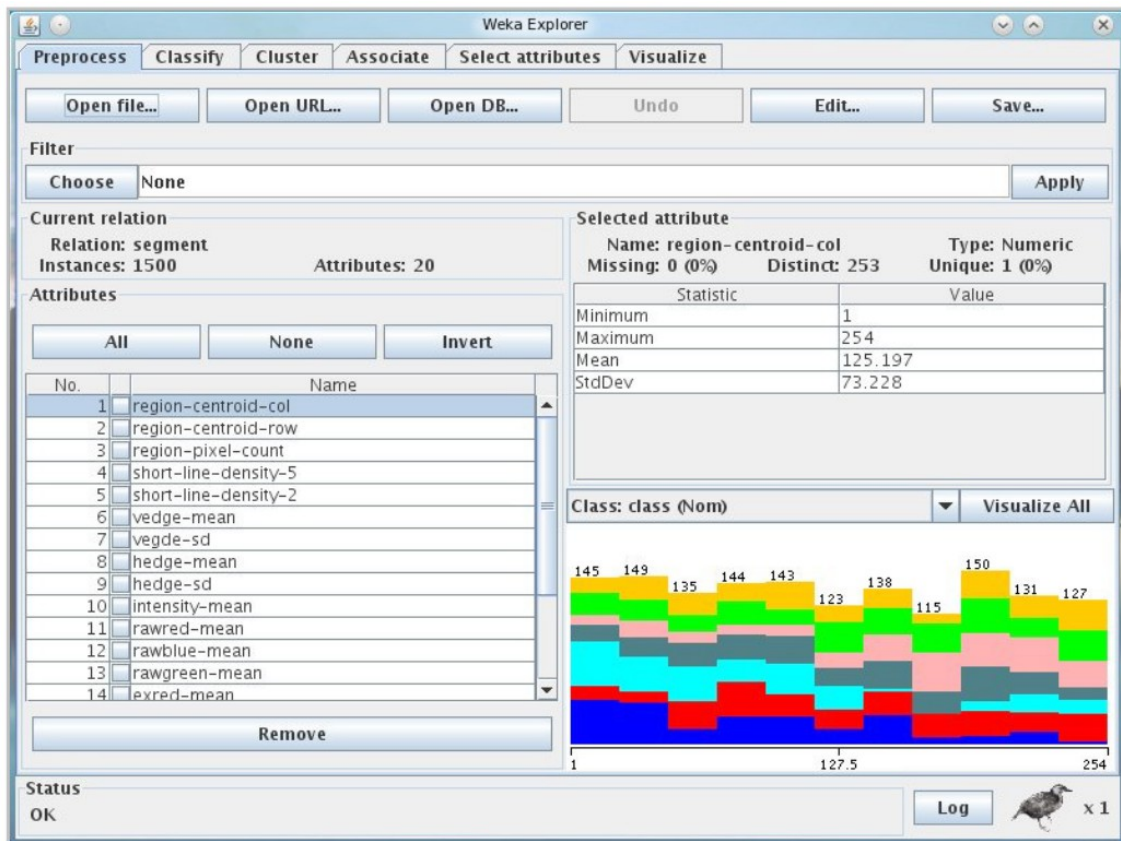 Weka Explorer
Preprocess Classify Cluster Associate Select attributes Visualize
Open file... Open URL... Open DB... Undo Edit... Save...
Filter
Choose None Apply
Current relation
Relation: segment
Instances: 1500 Attributes: 20
Attributes
All None Invert
No. Name
1 region-centroid-col
2 region-centroid-row
3 region-pixel-count
4 short-line-density-5
5 short-line-density-2
6 vedge-mean
7 vegde-sd
8 hedge-mean
9 hedge-sd
10 intensity-mean
11 rawred-mean
12 rawblue-mean
13 rawgreen-mean
14 exred-mean
Remove
Selected attribute
Name: region-centroid-col Type: Numeric
Missing: 0 (0%) Distinct: 253 Unique: 1 (0%)
Statistic Value
Minimum 1
Maximum 254
Mean 125.197
StdDev 73.228
Class: class (Nom) Visualize All
145 149 135 144 143 123 138 115 150 131 127
1 127.5 254
Status
OK Log x 1